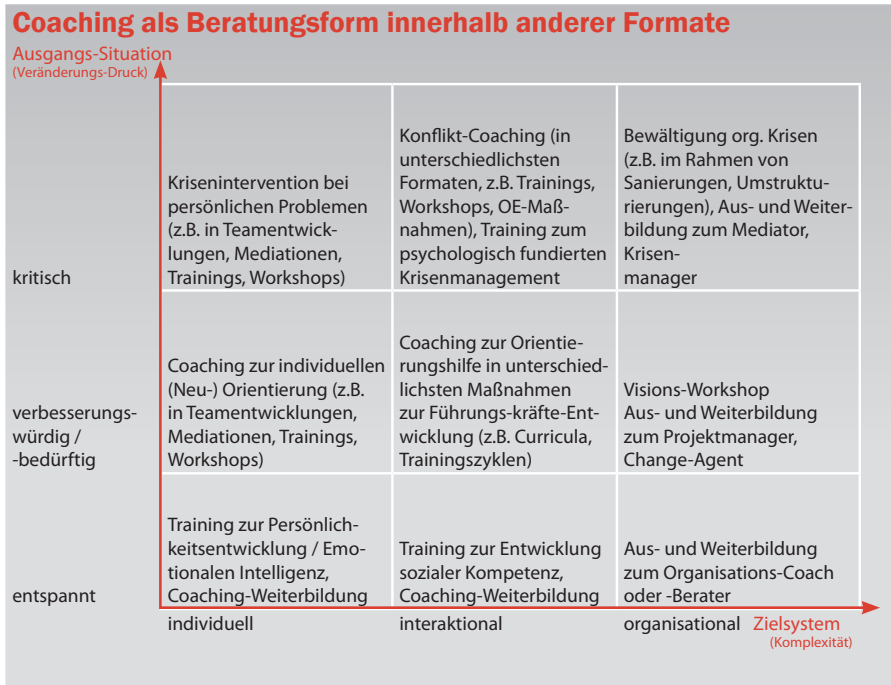 Coaching als Beratungsform innerhalb anderer Formate
Ausgangs-Situation
(Veränderungs-Druck)
kritisch
Krisenintervention bei
persönlichen Problemen
(z.B. in Teamentwick-
lungen, Mediationen,
Trainings, Workshops)
Konflikt-Coaching (in
unterschiedlichsten
Formaten, z.B. Trainings,
Workshops, OE-Maß-
nahmen), Training zum
psychologisch fundierten
Krisenmanagement
Bewältigung org. Krisen
(z.B. im Rahmen von
Sanierungen, Umstruktu-
rierungen), Aus- und Weiter-
bildung zum Mediator,
Krisen-
manager
verbesserungs-
würdig /
-bedürftig
Coaching zur individuellen
(Neu-) Orientierung (z.B.
in Teamentwicklungen,
Mediationen, Trainings,
Workshops)
Coaching zur Orientie-
rungshilfe in unterschied-
lichsten Maßnahmen
zur Führungs-kräfte-Ent-
wicklung (z.B. Curricula,
Trainingszyklen)
Visions-Workshop
Aus- und Weiterbildung
zum Projektmanager,
Change-Agent
entspannt
Training zur Persönlich-
keitsentwicklung / Emo-
tionalen Intelligenz,
Coaching-Weiterbildung
Training zur Entwicklung
sozialer Kompetenz,
Coaching-Weiterbildung
Aus- und Weiterbildung
zum Organisations-Coach
oder -Berater
individuell
interaktional
organisational
Zielsystem
(Komplexität)